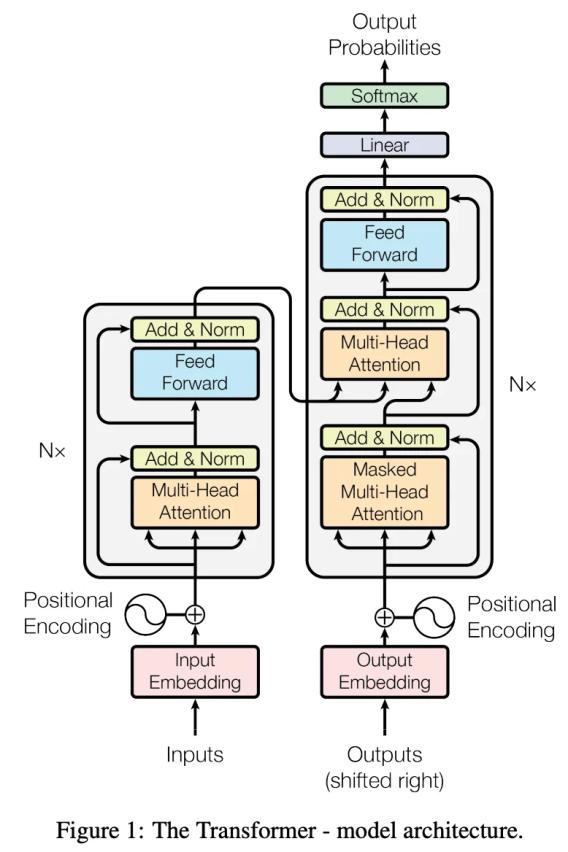 Output
Probabilities
Softmax
Linear
Add & Norm
Feed
Forward
Add & Norm
Multi-Head
Attention
Add & Norm
Masked
Multi-Head
Attention
N×
Add & Norm
Feed
Forward
Add & Norm
Multi-Head
Attention
N×
Positional
Encoding
Positional
Encoding
Input
Embedding
Output
Embedding
Inputs
Outputs
(shifted right)
Figure 1: The Transformer - model architecture.